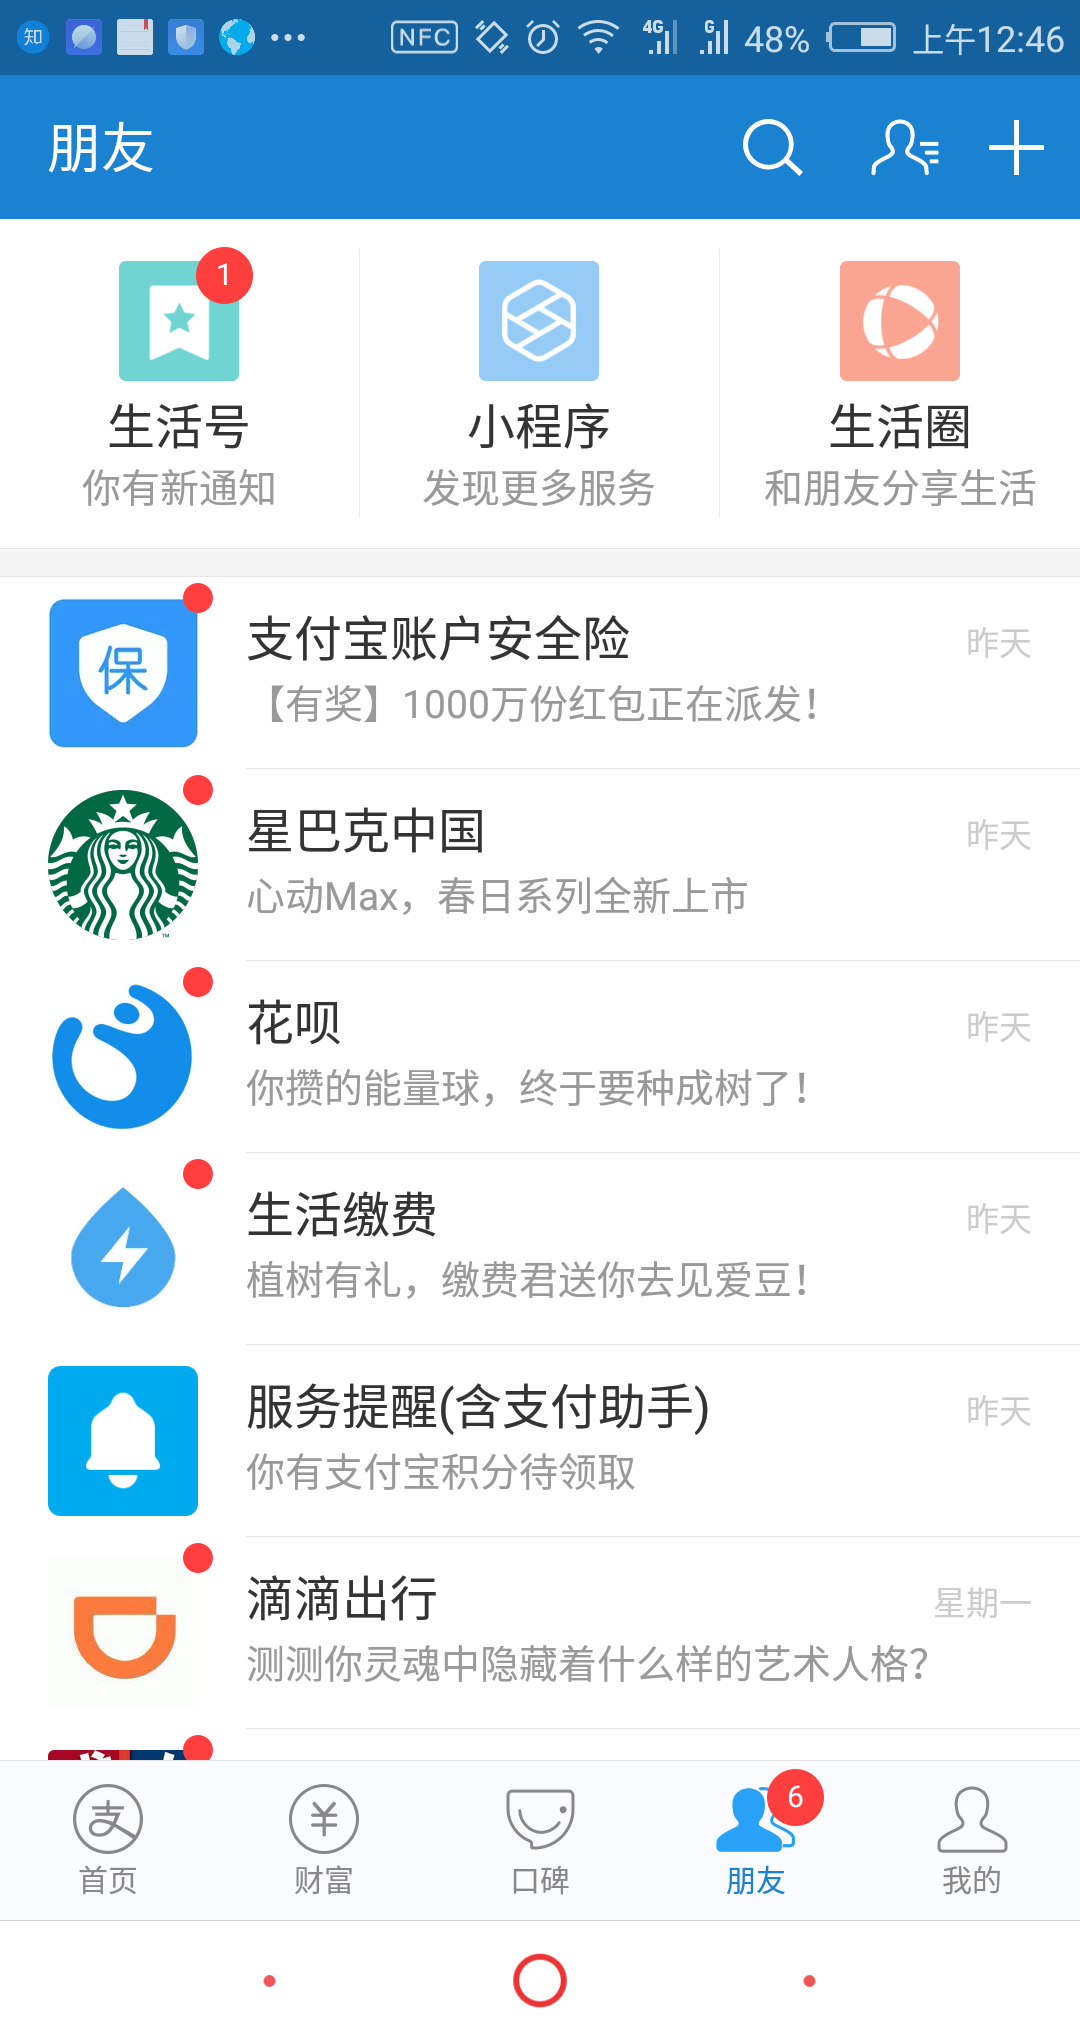 知 NFC 4G G 48% 上午12:46
朋友
1
生活号 小程序 生活圈
你有新通知 发现更多服务 和朋友分享生活
保
支付宝账户安全险 昨天
【有奖】1000万份红包正在派发！
星巴克中国 昨天
心动Max，春日系列全新上市
花呗 昨天
你攒的能量球，终于要种成树了！
生活缴费 昨天
植树有礼，缴费君送你去见爱豆！
服务提醒(含支付助手) 昨天
你有支付宝积分待领取
滴滴出行 星期一
测测你灵魂中隐藏着什么样的艺术人格？
支 ¥ 6
首页 财富 口碑 朋友 我的